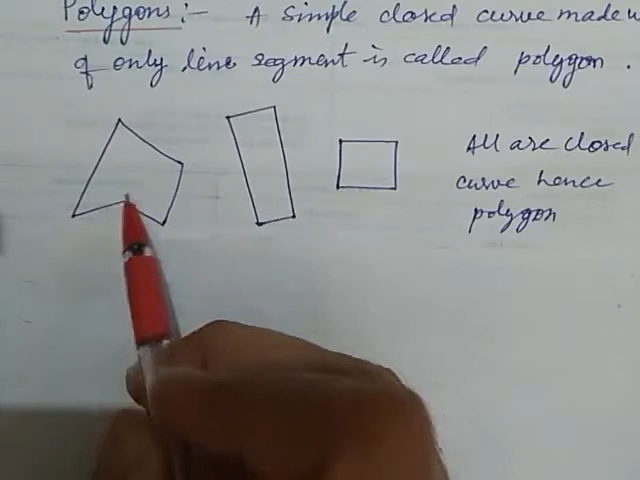 Polygons :- A simple closed curve made u
of only line segment is called polygon .
All are closed
curve hence
polygon